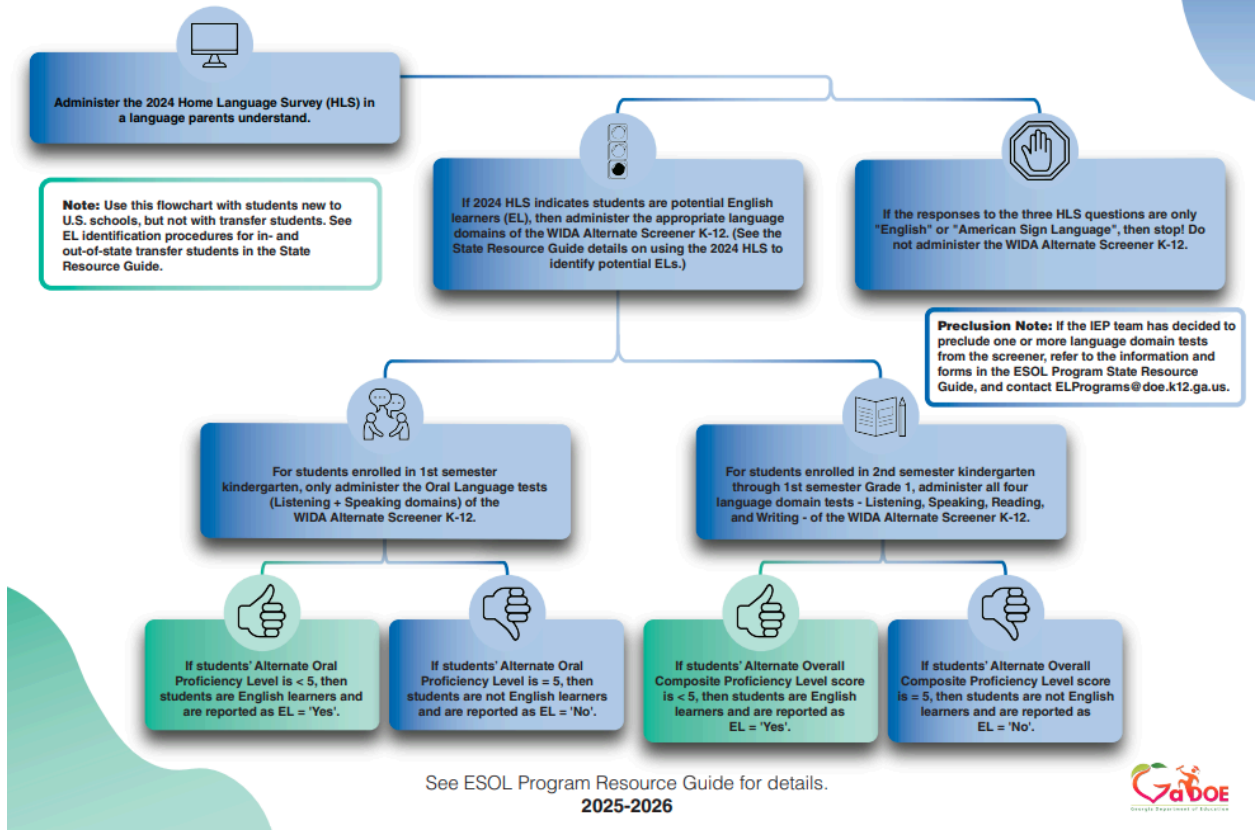 Administer the 2024 Home Language Survey (HLS) in
a language parents understand.
Note: Use this flowchart with students new to
U.S. schools, but not with transfer students. See
EL identification procedures for in- and
out-of-state transfer students in the State
Resource Guide.
If 2024 HLS indicates students are potential English
learners (EL), then administer the appropriate language
domains of the WIDA Alternate Screener K-12. (See the
State Resource Guide details on using the 2024 HLS to
identify potential ELs.)
If the responses to the three HLS questions are only
"English" or "American Sign Language", then stop! Do
not administer the WIDA Alternate Screener K-12.
Preclusion Note: If the IEP team has decided to
preclude one or more language domain tests
from the screener, refer to the information and
forms in the ESOL Program State Resource
Guide, and contact ELPrograms@doe.k12.ga.us.
For students enrolled in 1st semester
kindergarten, only administer the Oral Language tests
(Listening + Speaking domains) of the
WIDA Alternate Screener K-12.
For students enrolled in 2nd semester kindergarten
through 1st semester Grade 1, administer all four
language domain tests - Listening, Speaking, Reading,
and Writing - of the WIDA Alternate Screener K-12.
If students' Alternate Oral
Proficiency Level is < 5, then
students are English learners and
are reported as EL = 'Yes'.
If students' Alternate Oral
Proficiency Level is = 5, then
students are not English learners
and are reported as EL = 'No'.
If students' Alternate Overall
Composite Proficiency Level score
is < 5, then students are English
learners and are reported as
EL = 'Yes'.
If students' Alternate Overall
Composite Proficiency Level score
is = 5, then students are not English
learners and are reported as
EL = 'No'.
See ESOL Program Resource Guide for details.
2025-2026
GaDOE
Georgia Department of Education